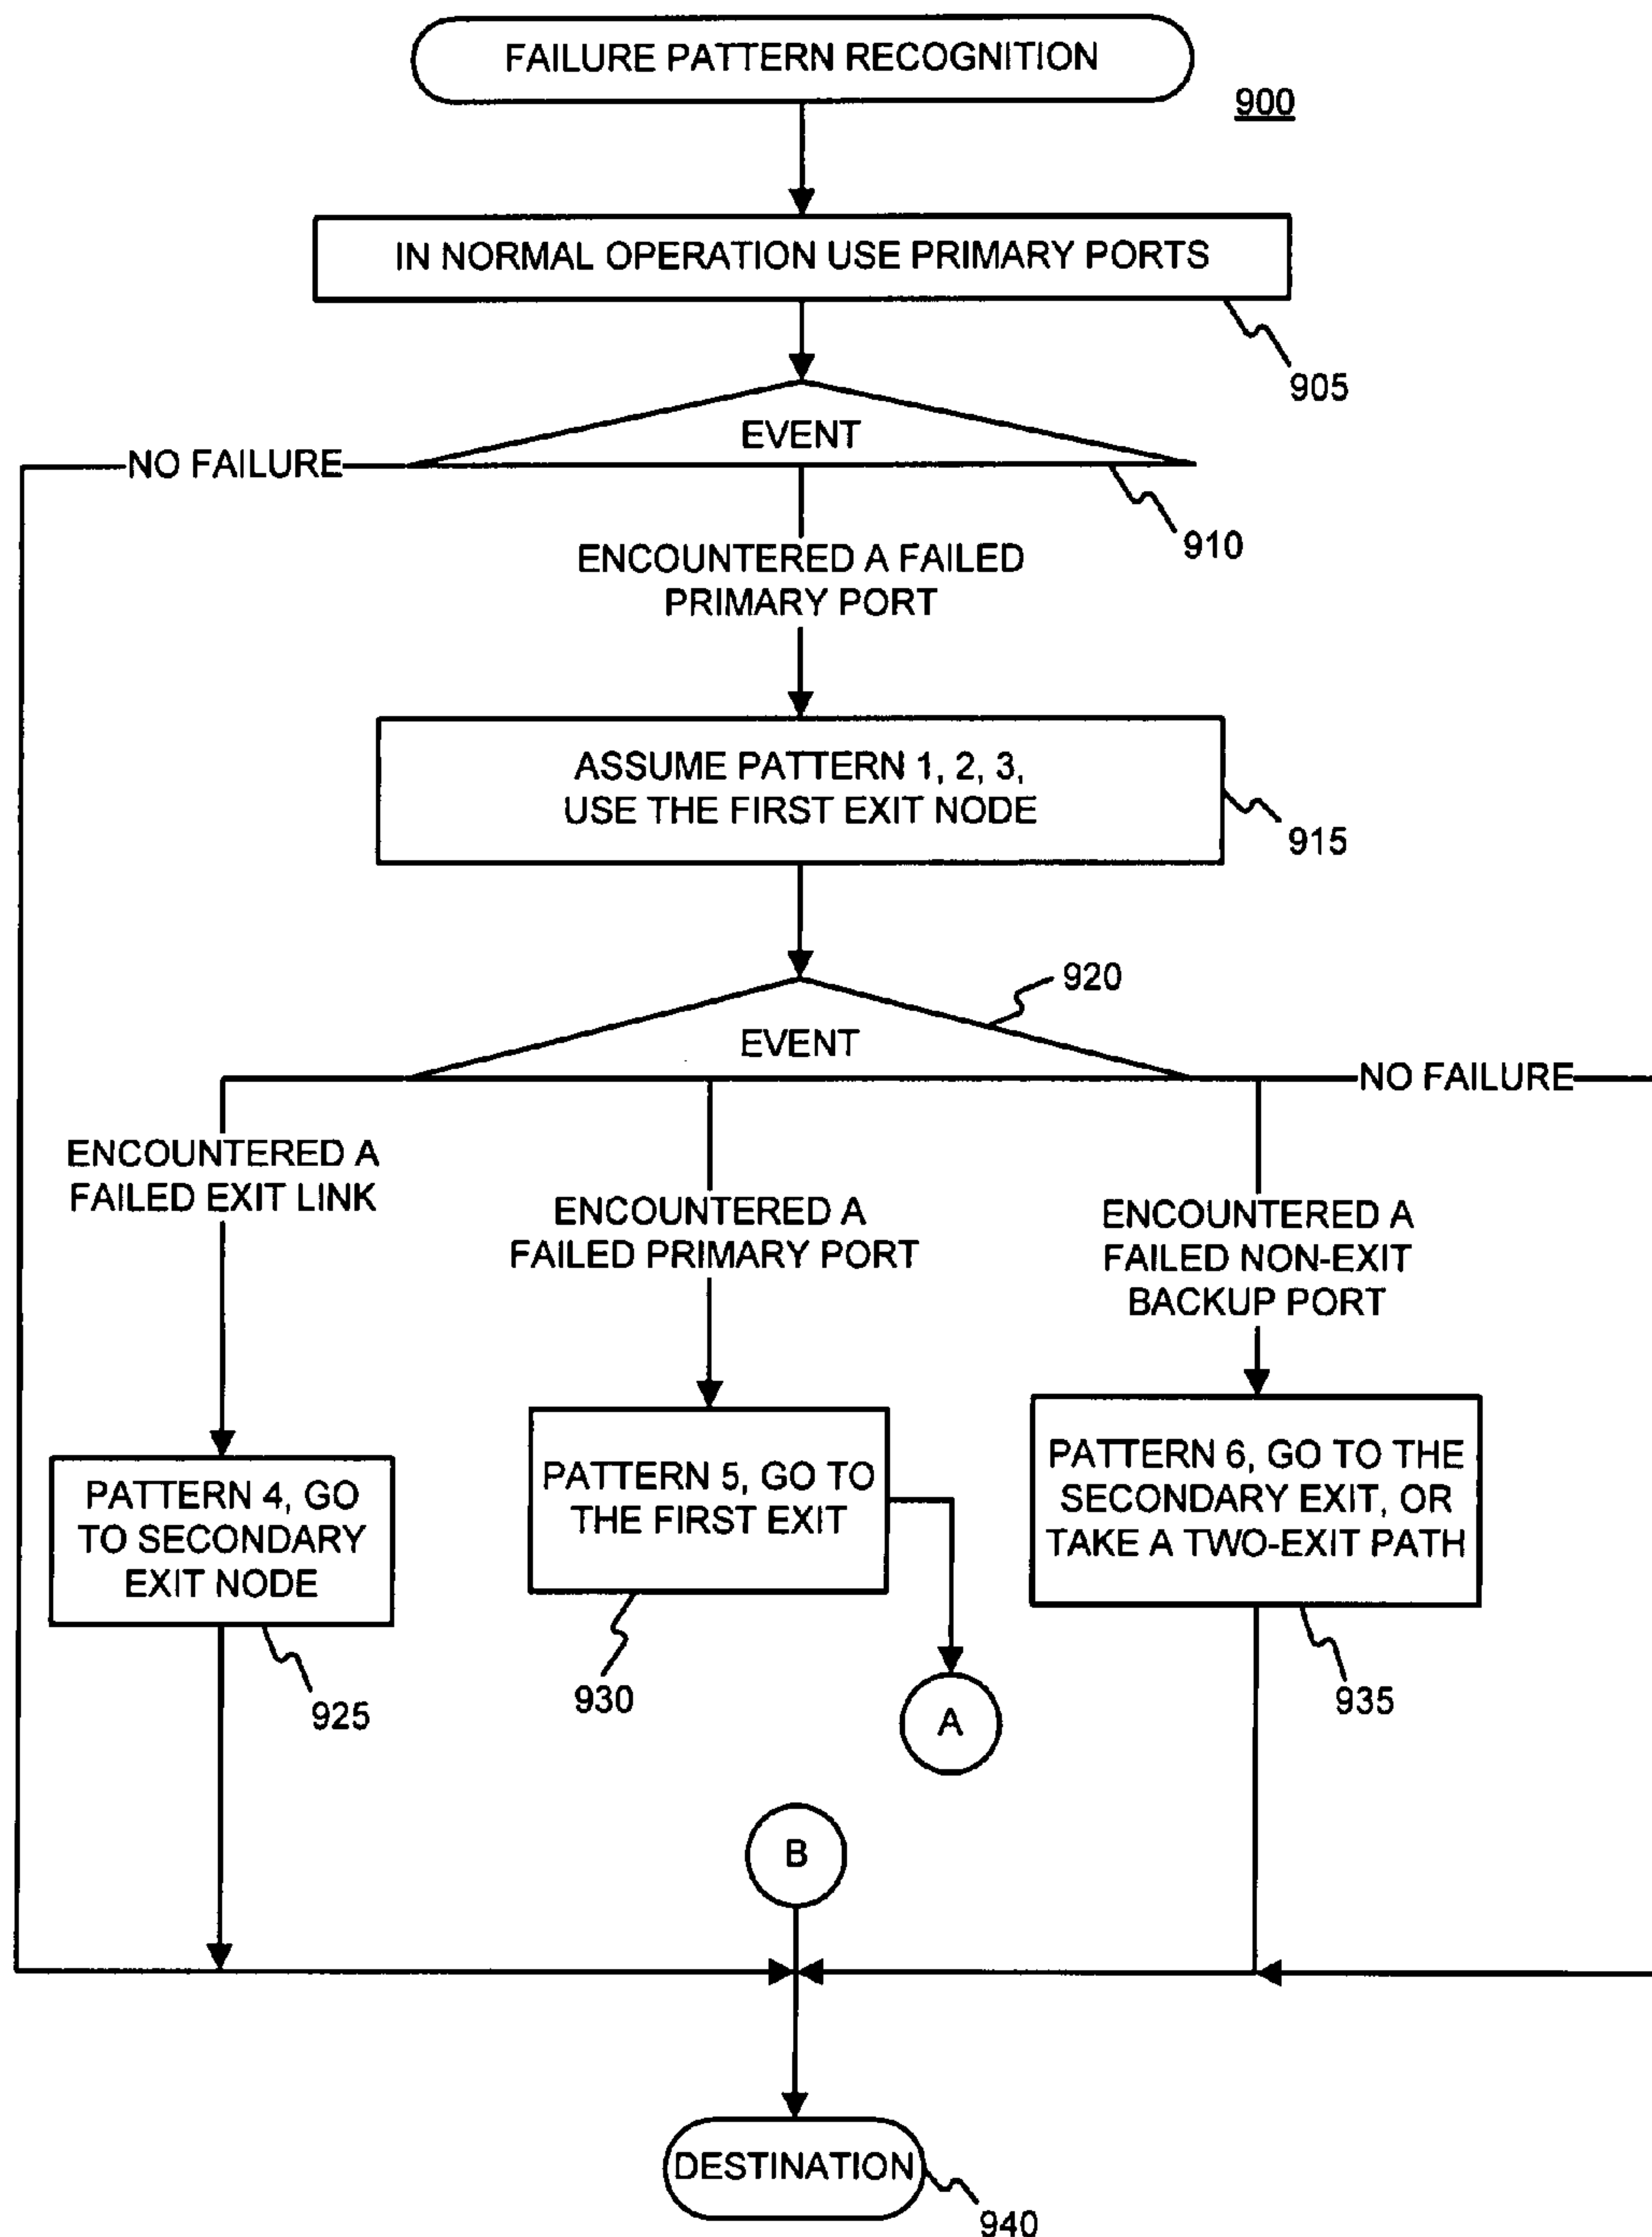 FAILURE PATTERN RECOGNITION
900
IN NORMAL OPERATION USE PRIMARY PORTS
905
EVENT
NO FAILURE
910
ENCOUNTERED A FAILED
PRIMARY PORT
ASSUME PATTERN 1, 2, 3,
USE THE FIRST EXIT NODE
915
920
EVENT
NO FAILURE
ENCOUNTERED A
FAILED EXIT LINK
ENCOUNTERED A
FAILED PRIMARY PORT
ENCOUNTERED A
FAILED NON-EXIT
BACKUP PORT
PATTERN 4, GO
TO SECONDARY
EXIT NODE
925
PATTERN 5, GO TO
THE FIRST EXIT
930
PATTERN 6, GO TO THE
SECONDARY EXIT, OR
TAKE A TWO-EXIT PATH
935
A
B
DESTINATION
940